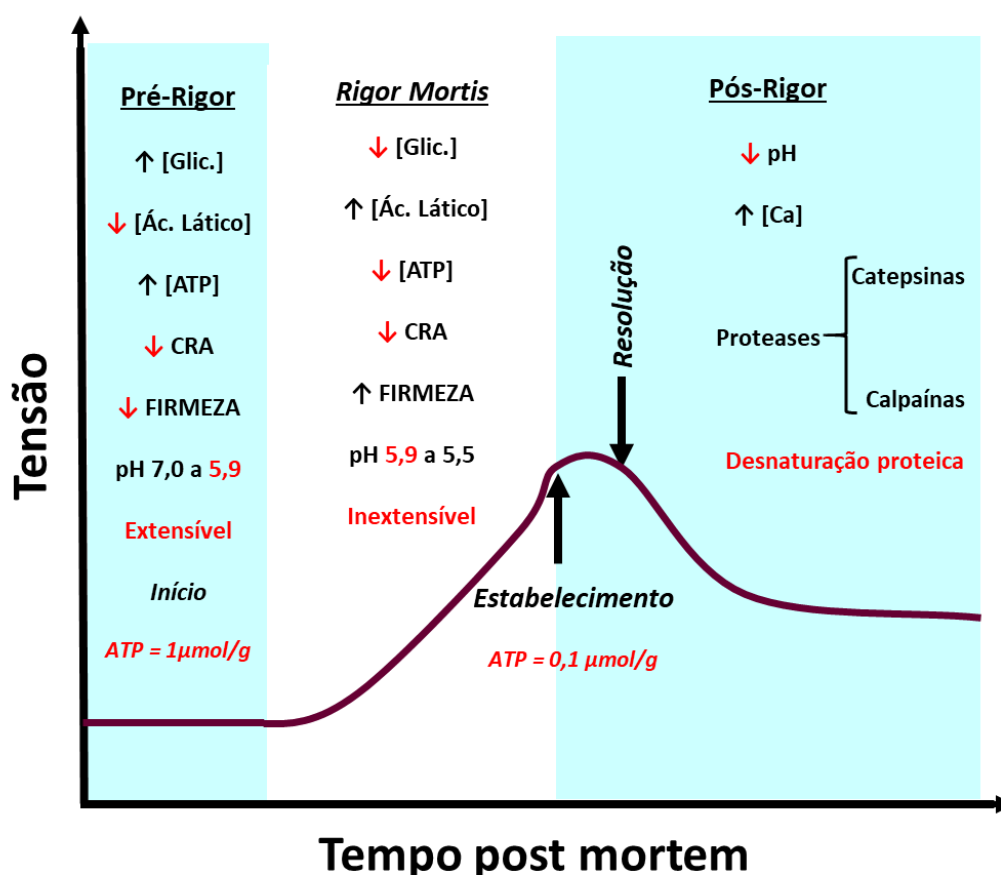 Pré-Rigor
↑ [Glic.]
↓ [Ác. Lático]
↑ [ATP]
↓ CRA
↓ FIRMEZA
pH 7,0 a 5,9
Extensível
Início
ATP = 1µmol/g
Rigor Mortis
↓ [Glic.]
↑ [Ác. Lático]
↓ [ATP]
↓ CRA
↑ FIRMEZA
pH 5,9 a 5,5
Inextensível
Estabelecimento
ATP = 0,1 µmol/g
Pós-Rigor
↓ pH
↑ [Ca]
Resolução
Proteases
Catepsinas
Calpaínas
Desnaturação proteica
Tensão
Tempo post mortem